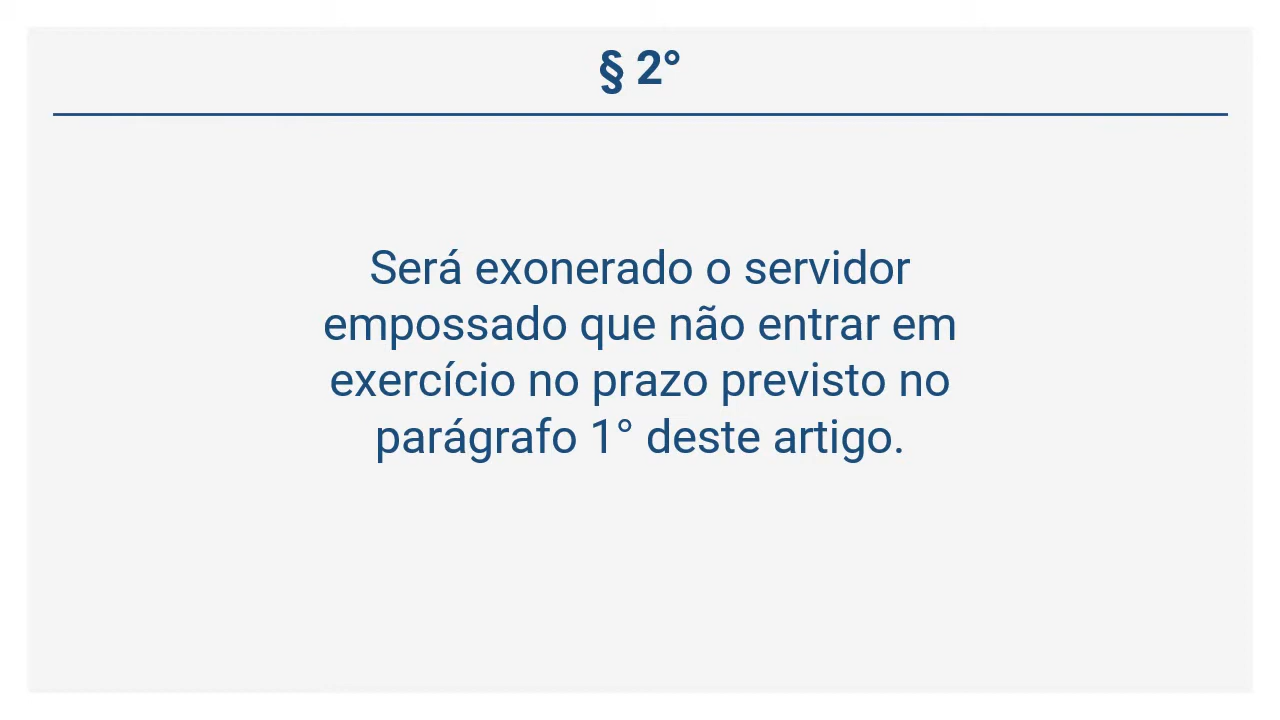 § 2°
Será exonerado o servidor
empossado que não entrar em
exercício no prazo previsto no
parágrafo 1° deste artigo.